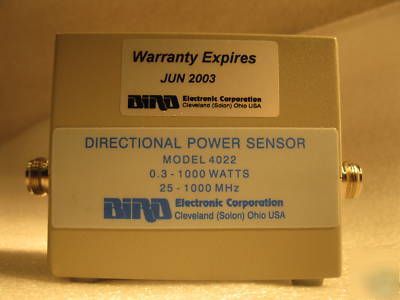 Warranty Expires
JUN 2003
BIRD Electronic Corporation
Cleveland (Solon) Ohio USA
DIRECTIONAL POWER SENSOR
MODEL 4022
0.3 - 1000 WATTS
25 - 1000 MHz
BIRD Electronic Corporation
Cleveland (Solon) Ohio USA